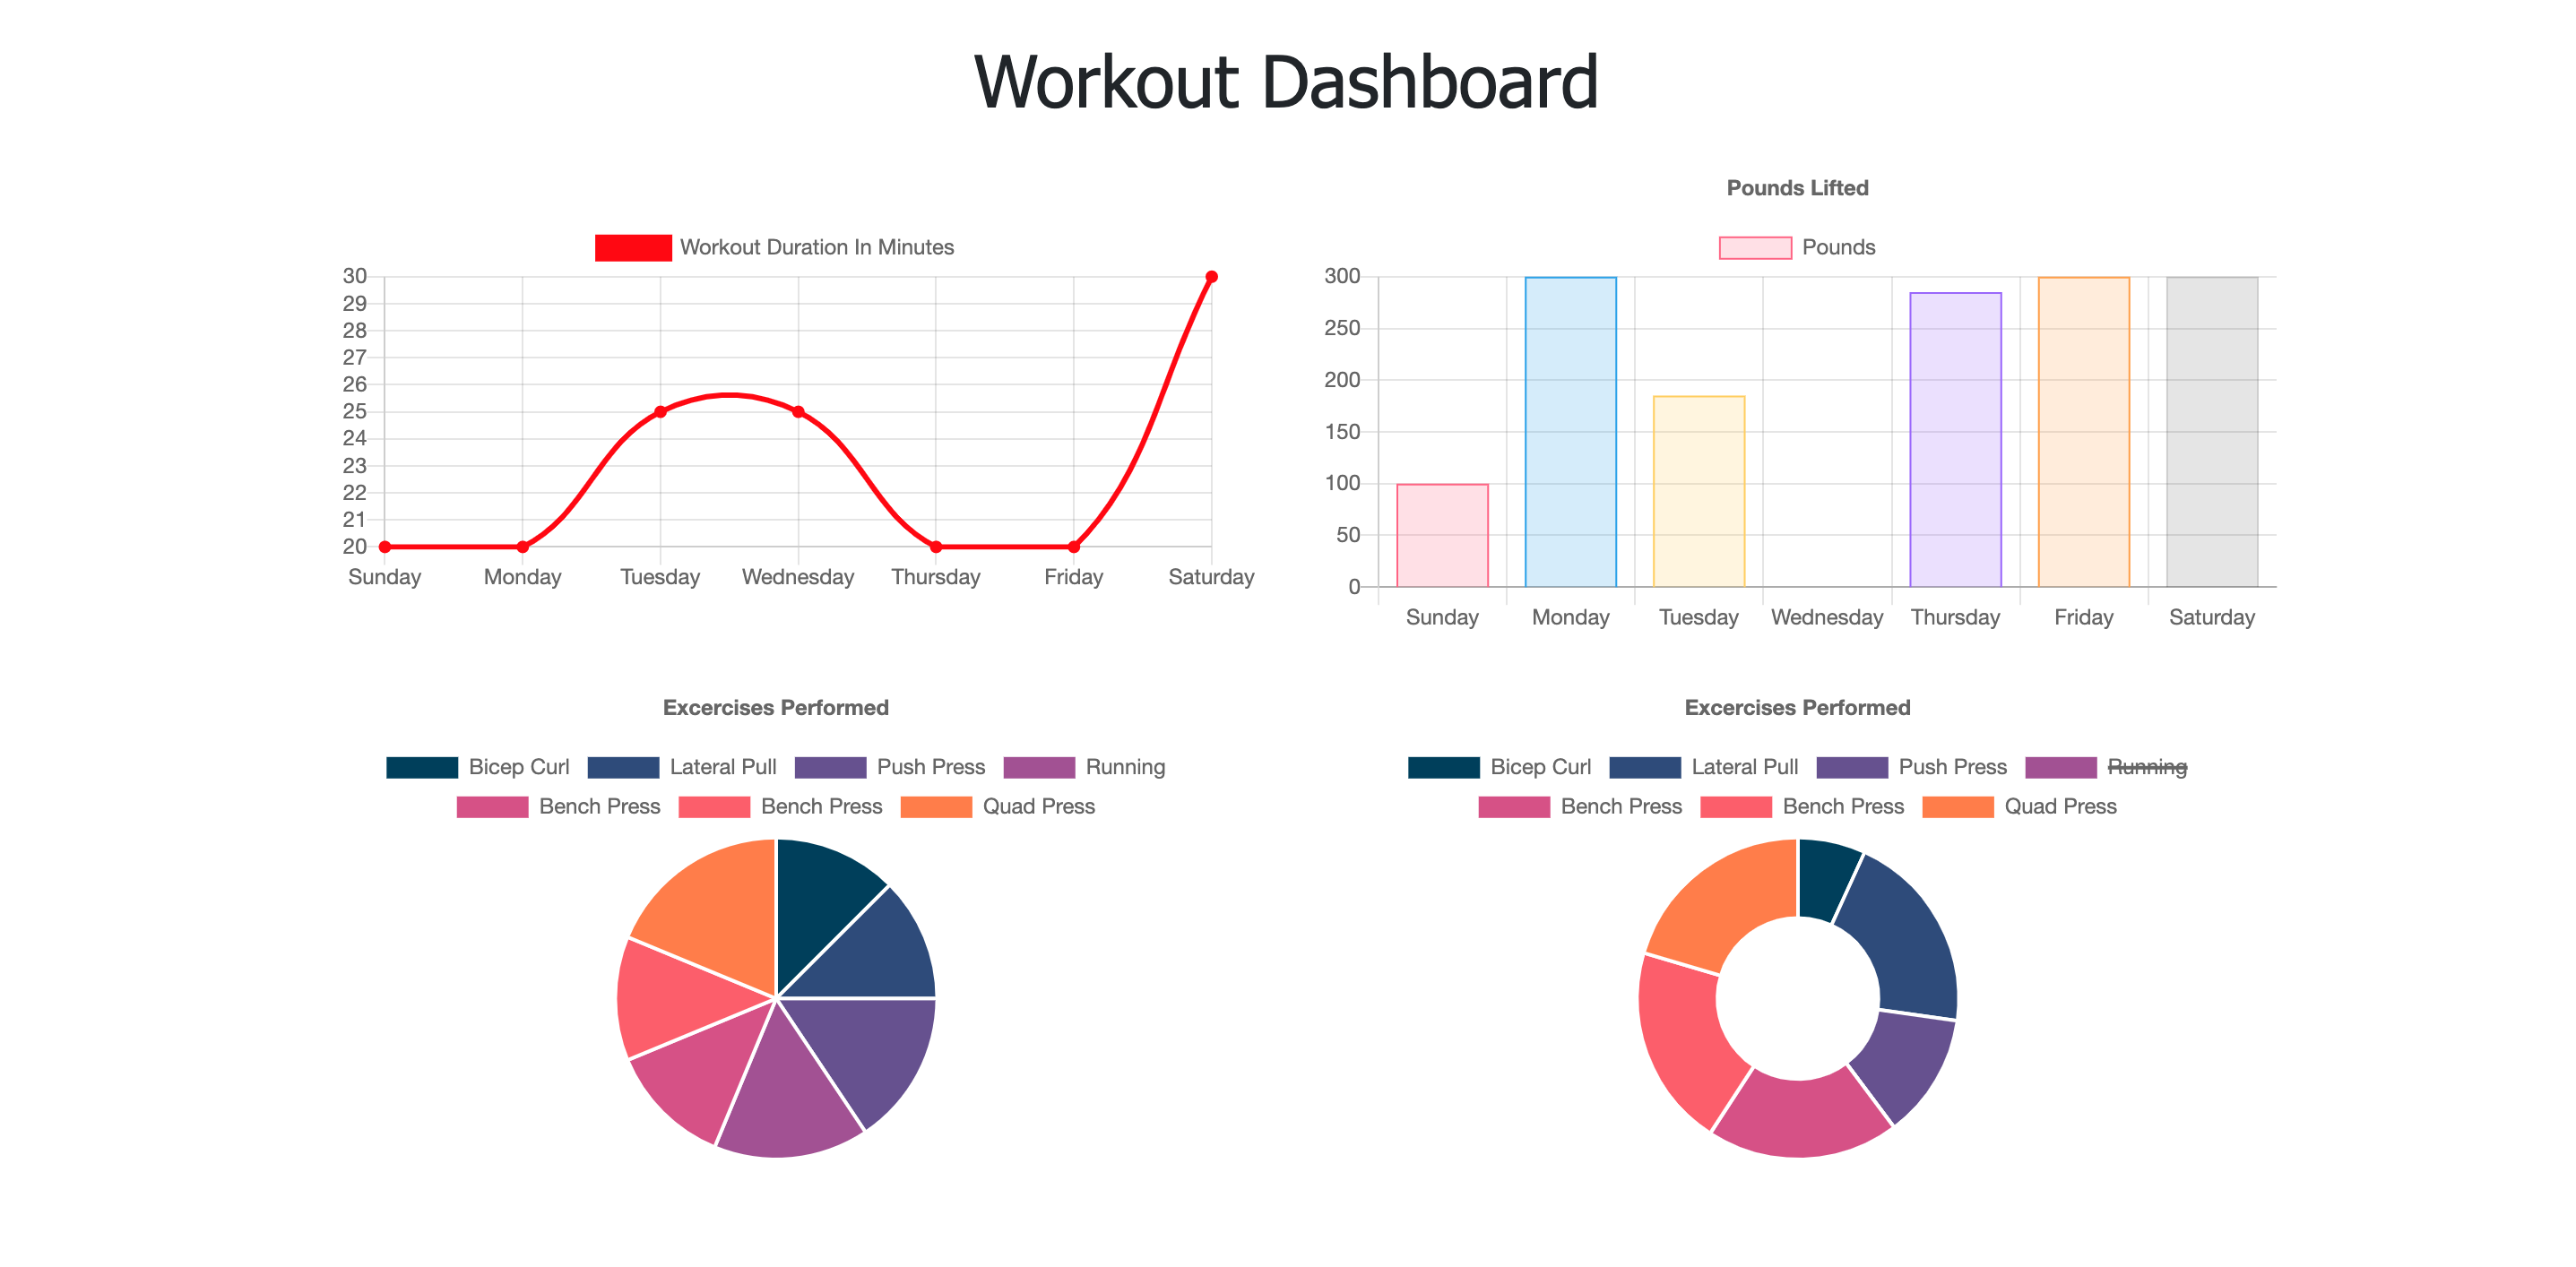 Workout Dashboard
Workout Duration In Minutes
30
29
28
27
26
25
24
23
22
21
20
Sunday Monday Tuesday Wednesday Thursday Friday Saturday
Pounds Lifted
Pounds
300
250
200
150
100
50
0
Sunday Monday Tuesday Wednesday Thursday Friday Saturday
Excercises Performed
Bicep Curl Lateral Pull Push Press Running
Bench Press Bench Press Quad Press
Excercises Performed
Bicep Curl Lateral Pull Push Press Running
Bench Press Bench Press Quad Press